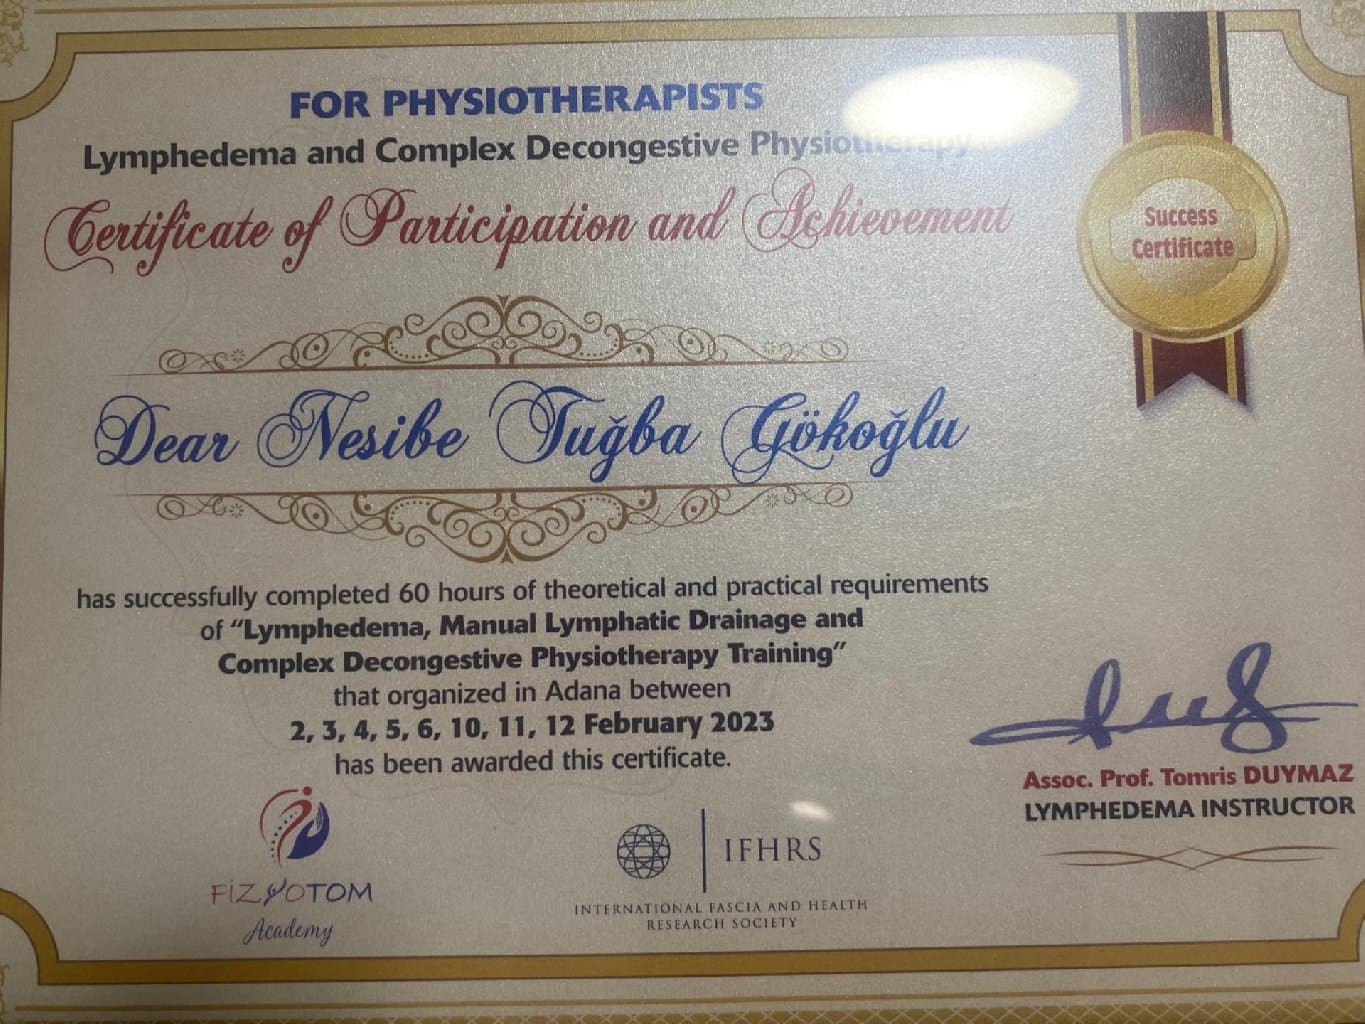 FOR PHYSIOTHERAPISTS
Lymphedema and Complex Decongestive Physiotherapy
Certificate of Participation and Achievement
Success
Certificate
Dear Nesibe Tuğba Gökoğlu
has successfully completed 60 hours of theoretical and practical requirements
of “Lymphedema, Manual Lymphatic Drainage and
Complex Decongestive Physiotherapy Training”
that organized in Adana between
2, 3, 4, 5, 6, 10, 11, 12 February 2023
has been awarded this certificate.
Assoc. Prof. Tomris DUYMAZ
LYMPHEDEMA INSTRUCTOR
FİZYOTOM
Academy
IFHRS
INTERNATIONAL FASCIA AND HEALTH
RESEARCH SOCIETY